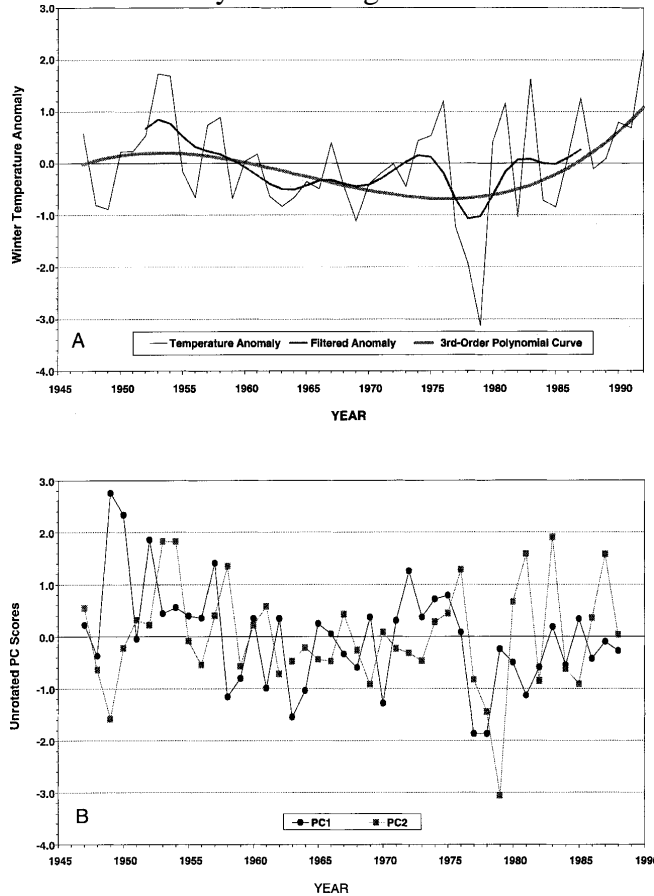 3.0
2.0
1.0
0.0
-1.0
-2.0
-3.0
-4.0
Winter Temperature Anomaly
A
Temperature Anomaly Filtered Anomaly 3rd-Order Polynomial Curve
1945 1950 1955 1960 1965 1970 1975 1980 1985 1990
YEAR
3.0
2.0
1.0
0.0
-1.0
-2.0
-3.0
-4.0
Unrotated PC Scores
B
PC1 PC2
1945 1950 1955 1960 1965 1970 1975 1980 1985 1990
YEAR